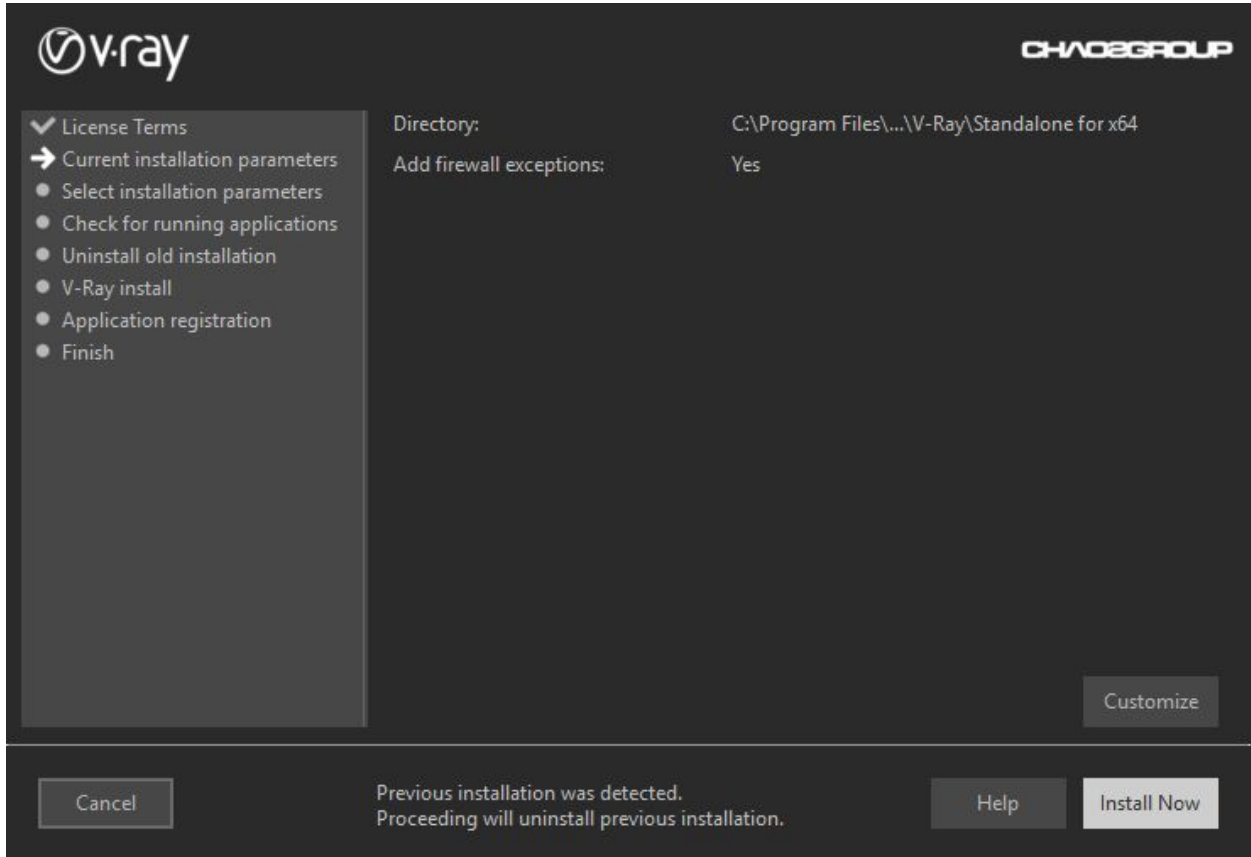 v·ray
CHAOSGROUP
License Terms
Current installation parameters
Select installation parameters
Check for running applications
Uninstall old installation
V-Ray install
Application registration
Finish
Directory: C:\Program Files\...\V-Ray\Standalone for x64
Add firewall exceptions: Yes
Customize
Cancel
Previous installation was detected.
Proceeding will uninstall previous installation.
Help
Install Now